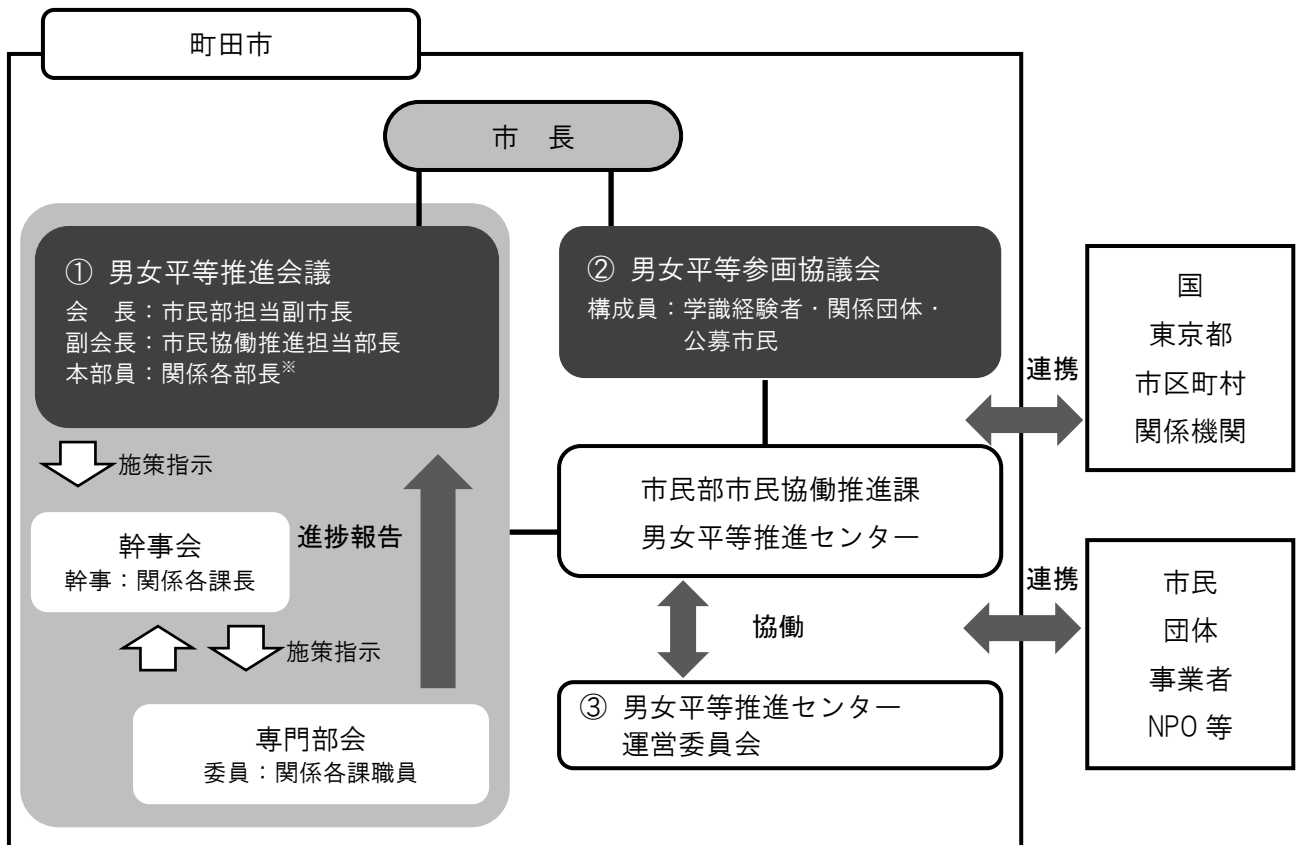 町田市
市　長
① 男女平等推進会議
会　長：市民部担当副市長
副会長：市民協働推進担当部長
本部員：関係各部長※
施策指示
幹事会
幹事：関係各課長
進捗報告
施策指示
専門部会
委員：関係各課職員
② 男女平等参画協議会
構成員：学識経験者・関係団体・
公募市民
市民部市民協働推進課
男女平等推進センター
協働
③ 男女平等推進センター
運営委員会
連携
国
東京都
市区町村
関係機関
連携
市民
団体
事業者
NPO 等